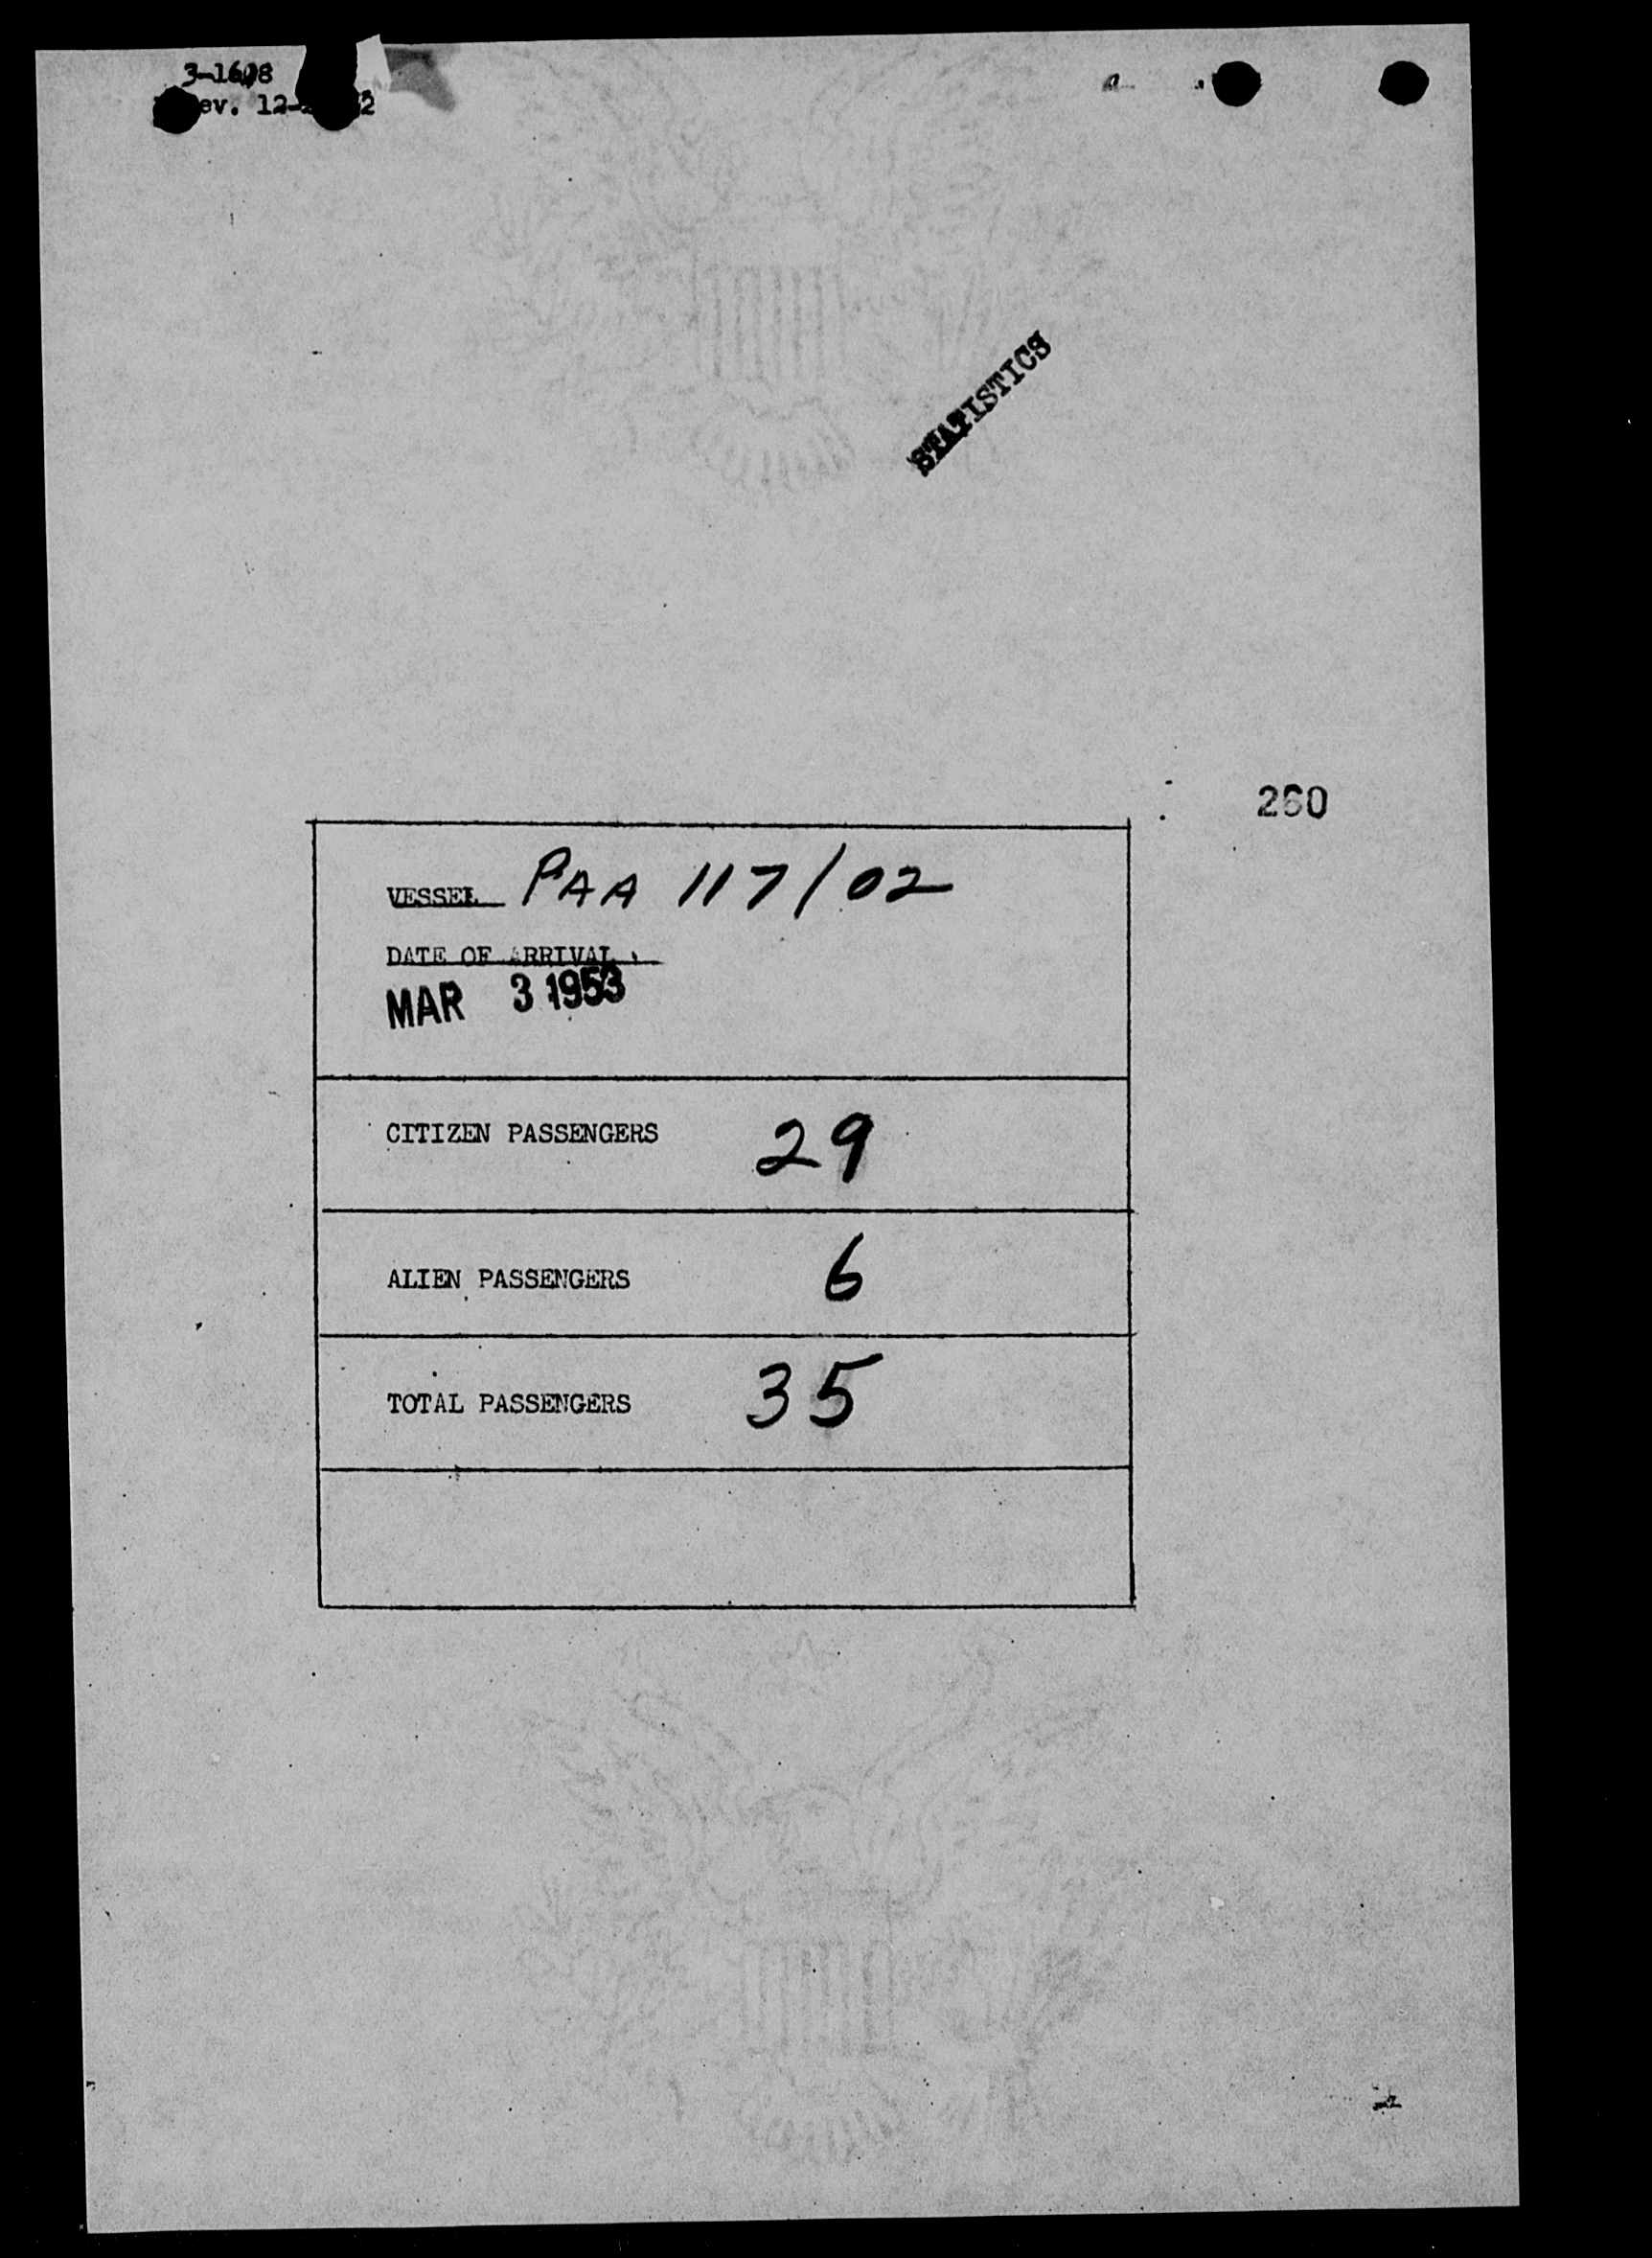 3-1608
ev. 12-
STATISTICS
260
VESSEL PAA 117/02
DATE OF ARRIVAL
MAR 3 1953
CITIZEN PASSENGERS 29
ALIEN PASSENGERS 6
TOTAL PASSENGERS 35